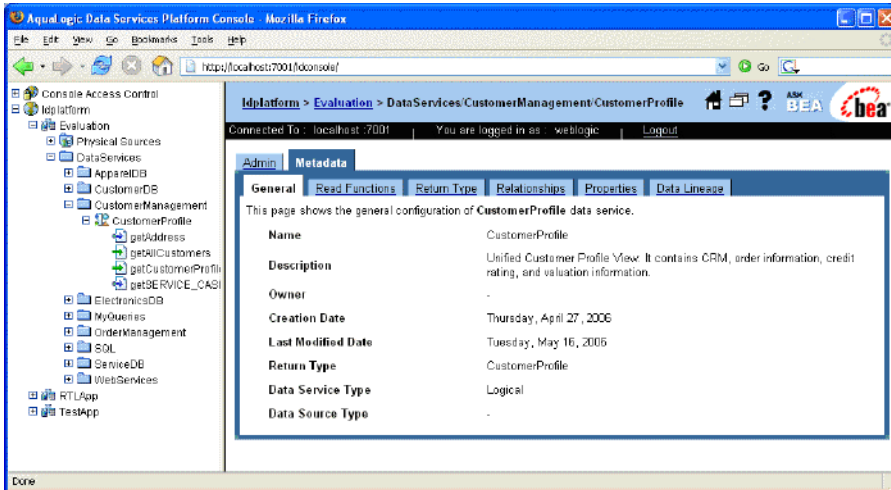 AquaLogic Data Services Platform Console - Mozilla Firefox
File Edit View Go Bookmarks Tools Help
http://localhost:7001/ldconsole/ Go
Console Access Control
ldplatform
Evaluation
Physical Sources
DataServices
ApparelDB
CustomerDB
CustomerManagement
CustomerProfile
getAddress
getAllCustomers
getCustomerProfil
getSERVICE_CAS
ElectronicsDB
MyQueries
OrderManagement
SQL
ServiceDB
WebServices
RTLApp
TestApp
ldplatform > Evaluation > DataServices/CustomerManagement/CustomerProfile
ASK BEA
bea
Connected To : localhost :7001 | You are logged in as : weblogic | Logout
Admin Metadata
General Read Functions Return Type Relationships Properties Data Lineage
This page shows the general configuration of CustomerProfile data service.
Name CustomerProfile
Description Unified Customer Profile View. It contains CRM, order information, credit
rating, and valuation information.
Owner -
Creation Date Thursday, April 27, 2006
Last Modified Date Tuesday, May 16, 2006
Return Type CustomerProfile
Data Service Type Logical
Data Source Type -
Done